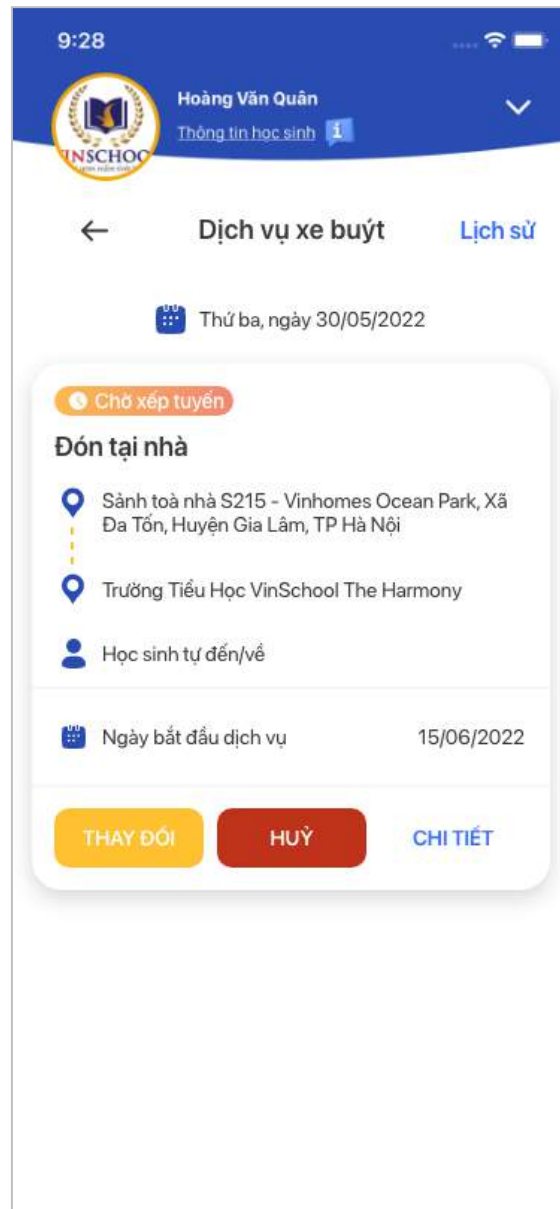 9:28
Hoàng Văn Quân
Thông tin học sinh
VINSCHOOL
Dịch vụ xe buýt
Lịch sử
Thứ ba, ngày 30/05/2022
Chờ xếp tuyến
Đón tại nhà
Sảnh toà nhà S215 - Vinhomes Ocean Park, Xã
Đa Tốn, Huyện Gia Lâm, TP Hà Nội
Trường Tiểu Học VinSchool The Harmony
Học sinh tự đến/về
Ngày bắt đầu dịch vụ
15/06/2022
THAY ĐỔI
HUỶ
CHI TIẾT